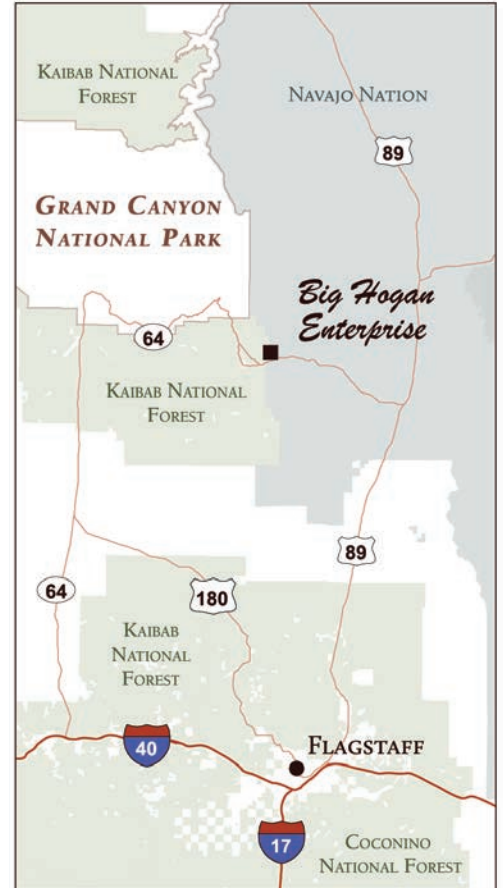 KAIBAB NATIONAL
FOREST
NAVAJO NATION
89
GRAND CANYON
NATIONAL PARK
Big Hogan
Enterprise
64
KAIBAB NATIONAL
FOREST
89
64
180
KAIBAB
NATIONAL
FOREST
40
FLAGSTAFF
17
COCONINO
NATIONAL FOREST